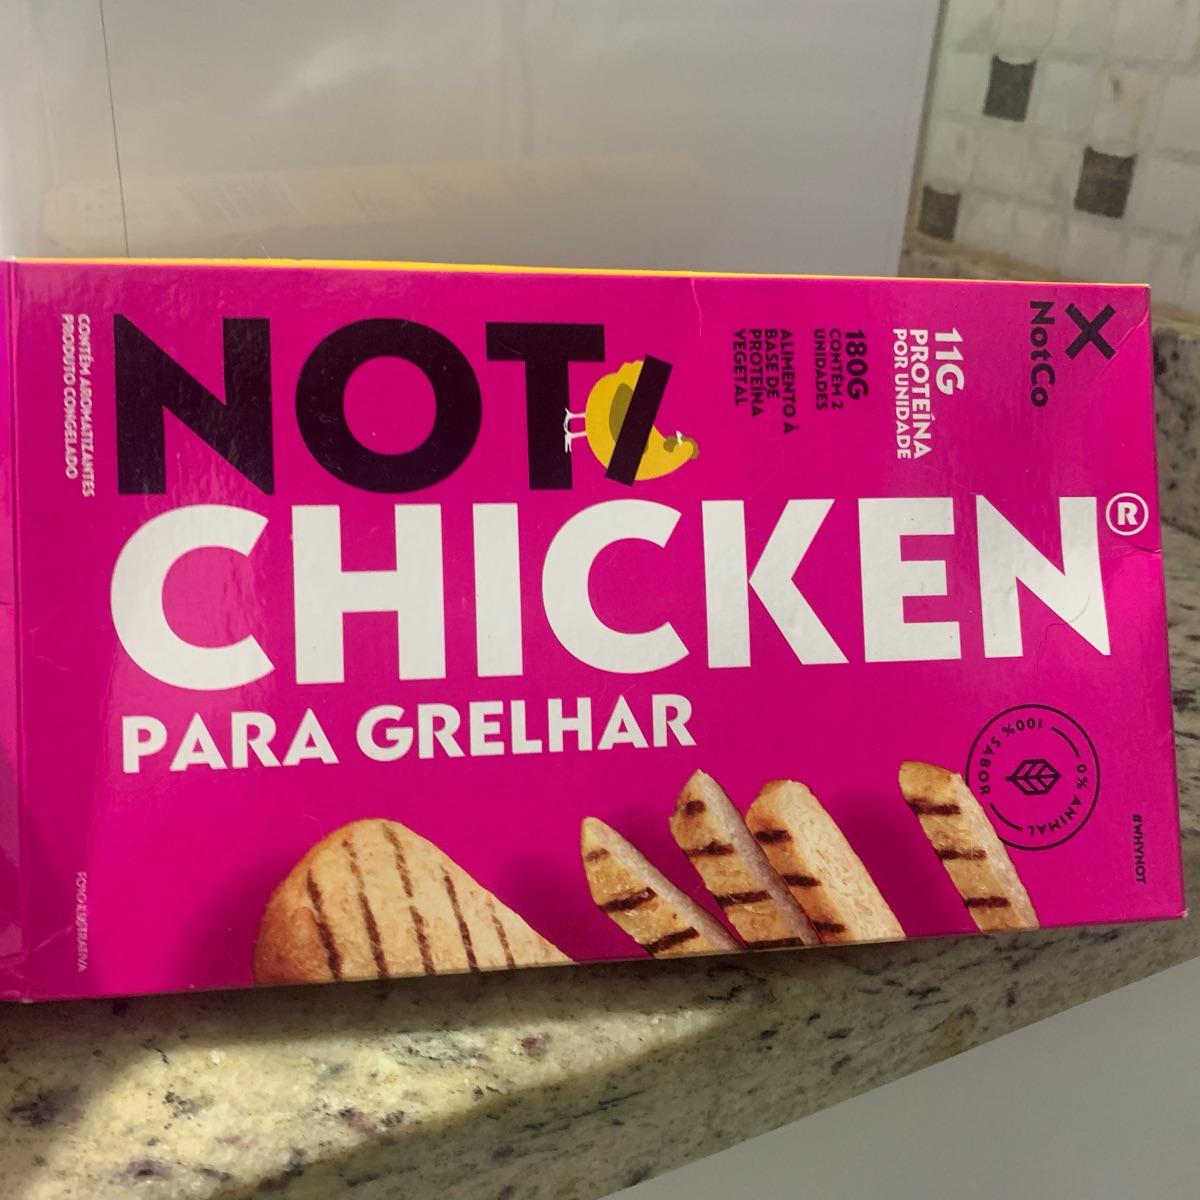 NOT
CHICKEN®
PARA GRELHAR
CONTÉM AROMATIZANTES
PRODUTO CONGELADO
NotCo
11G
PROTEÍNA
POR UNIDADE
180G
CONTÉM 2
UNIDADES
ALIMENTO À
BASE DE
PROTEÍNA
VEGETAL
100% SABOR
0% ANIMAL
#WHYNOT
FOTO ILUSTRATIVA